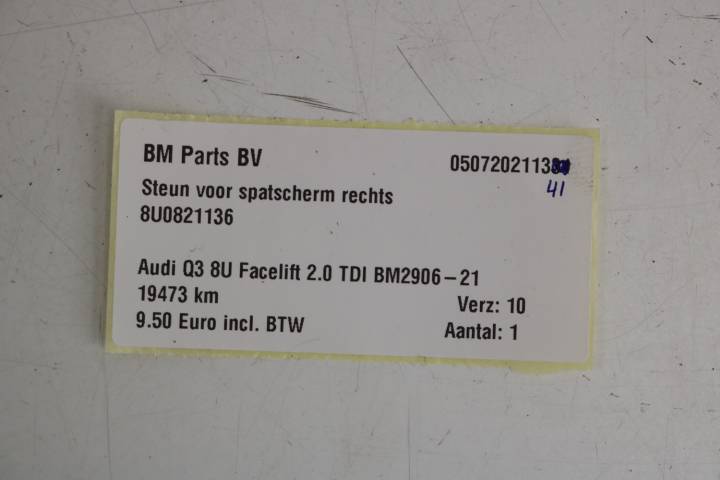 BM Parts BV
Steun voor spatscherm rechts
8U0821136
Audi Q3 8U Facelift 2.0 TDI BM2906-21
19473 km
9.50 Euro incl. BTW
41
Verz: 10
Aantal: 1